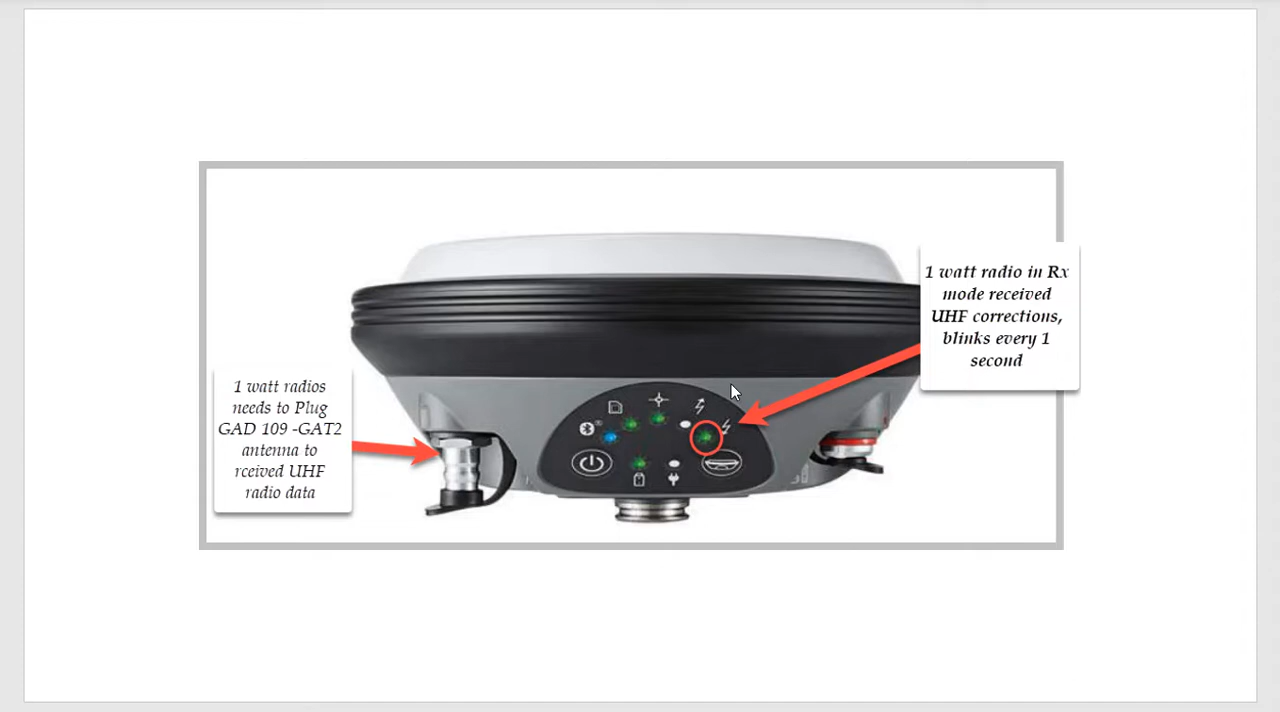 1 watt radios
needs to Plug
GAD 109 -GAT2
antenna to
rceived UHF
radio data
1 watt radio in Rx
mode received
UHF corrections,
blinks every 1
second